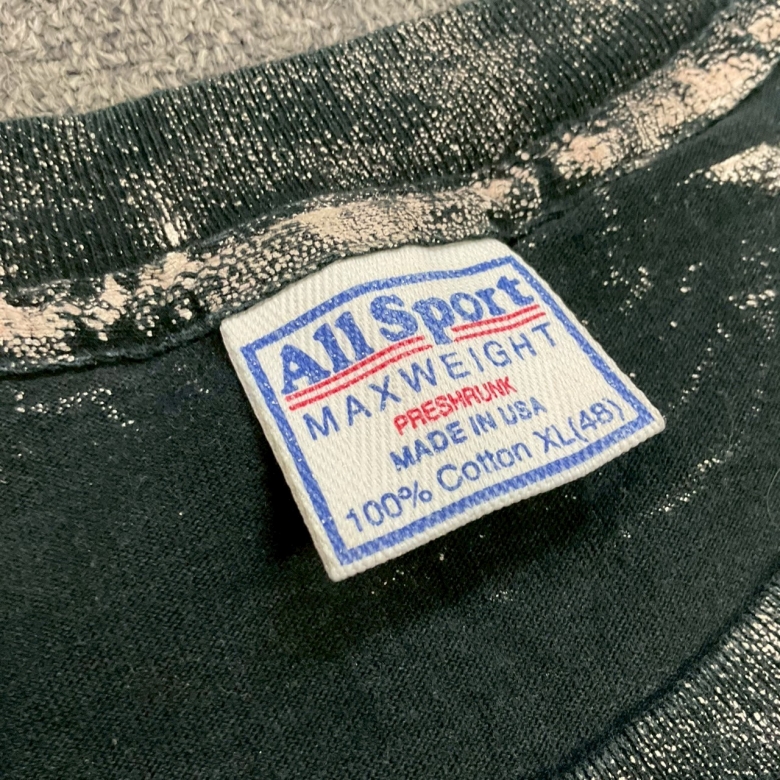 All Sport
MAXWEIGHT
PRESHRUNK
MADE IN USA
100% Cotton XL(48)